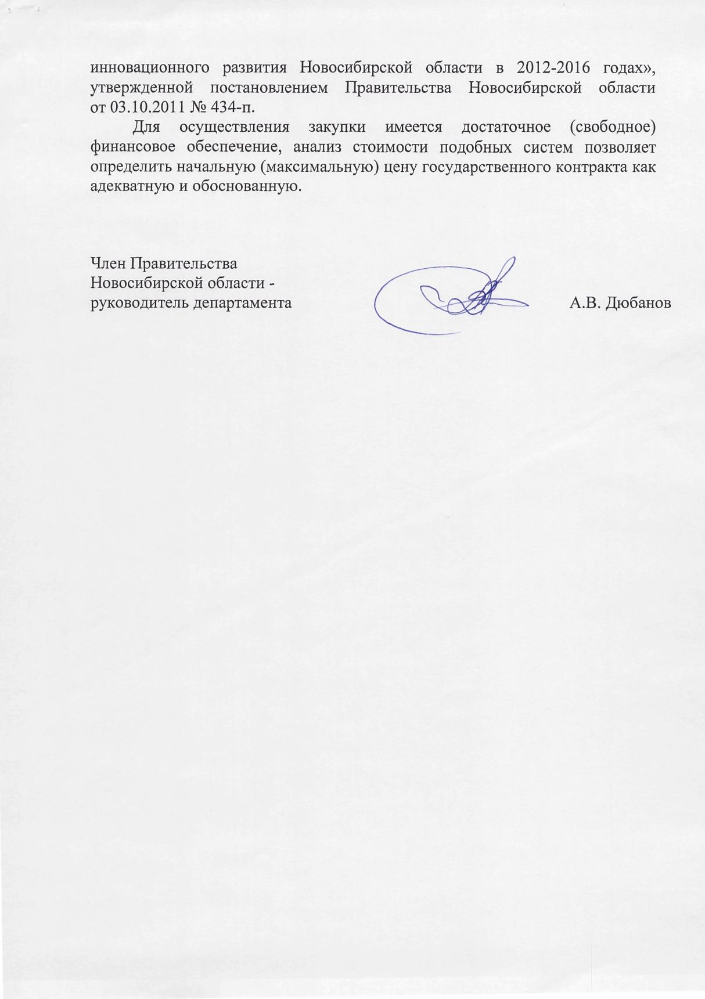 инновационного развития Новосибирской области в 2012-2016 годах»,
утвержденной постановлением Правительства Новосибирской области
от 03.10.2011 № 434-п.
Для осуществления закупки имеется достаточное (свободное)
финансовое обеспечение, анализ стоимости подобных систем позволяет
определить начальную (максимальную) цену государственного контракта как
адекватную и обоснованную.
Член Правительства
Новосибирской области -
руководитель департамента
А.В. Дюбанов